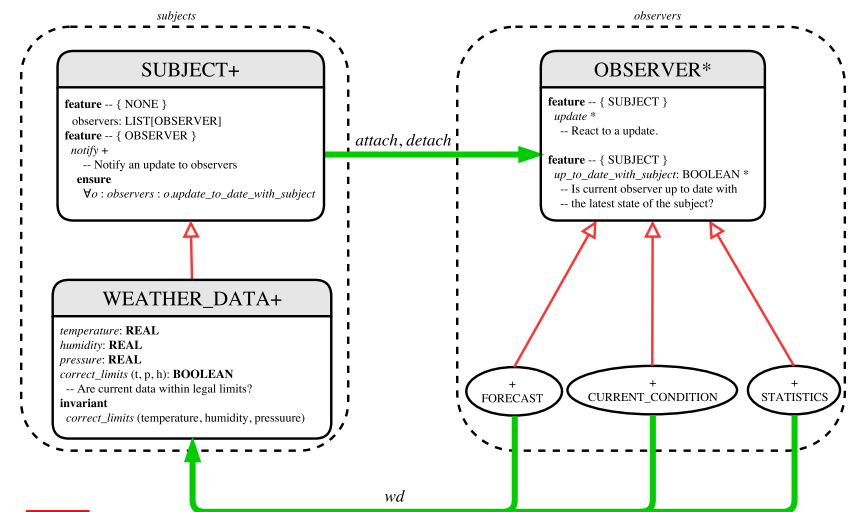 subjects
observers
SUBJECT+
feature -- { NONE }
observers: LIST[OBSERVER]
feature -- { OBSERVER }
notify +
-- Notify an update to observers
ensure
∀o : observers : o.update_to_date_with_subject
attach, detach
OBSERVER*
feature -- { SUBJECT }
update *
-- React to a update.
feature -- { SUBJECT }
up_to_date_with_subject: BOOLEAN *
-- Is current observer up to date with
-- the latest state of the subject?
WEATHER_DATA+
temperature: REAL
humidity: REAL
pressure: REAL
correct_limits (t, p, h): BOOLEAN
-- Are current data within legal limits?
invariant
correct_limits (temperature, humidity, pressuure)
+
FORECAST
+
CURRENT_CONDITION
+
STATISTICS
wd